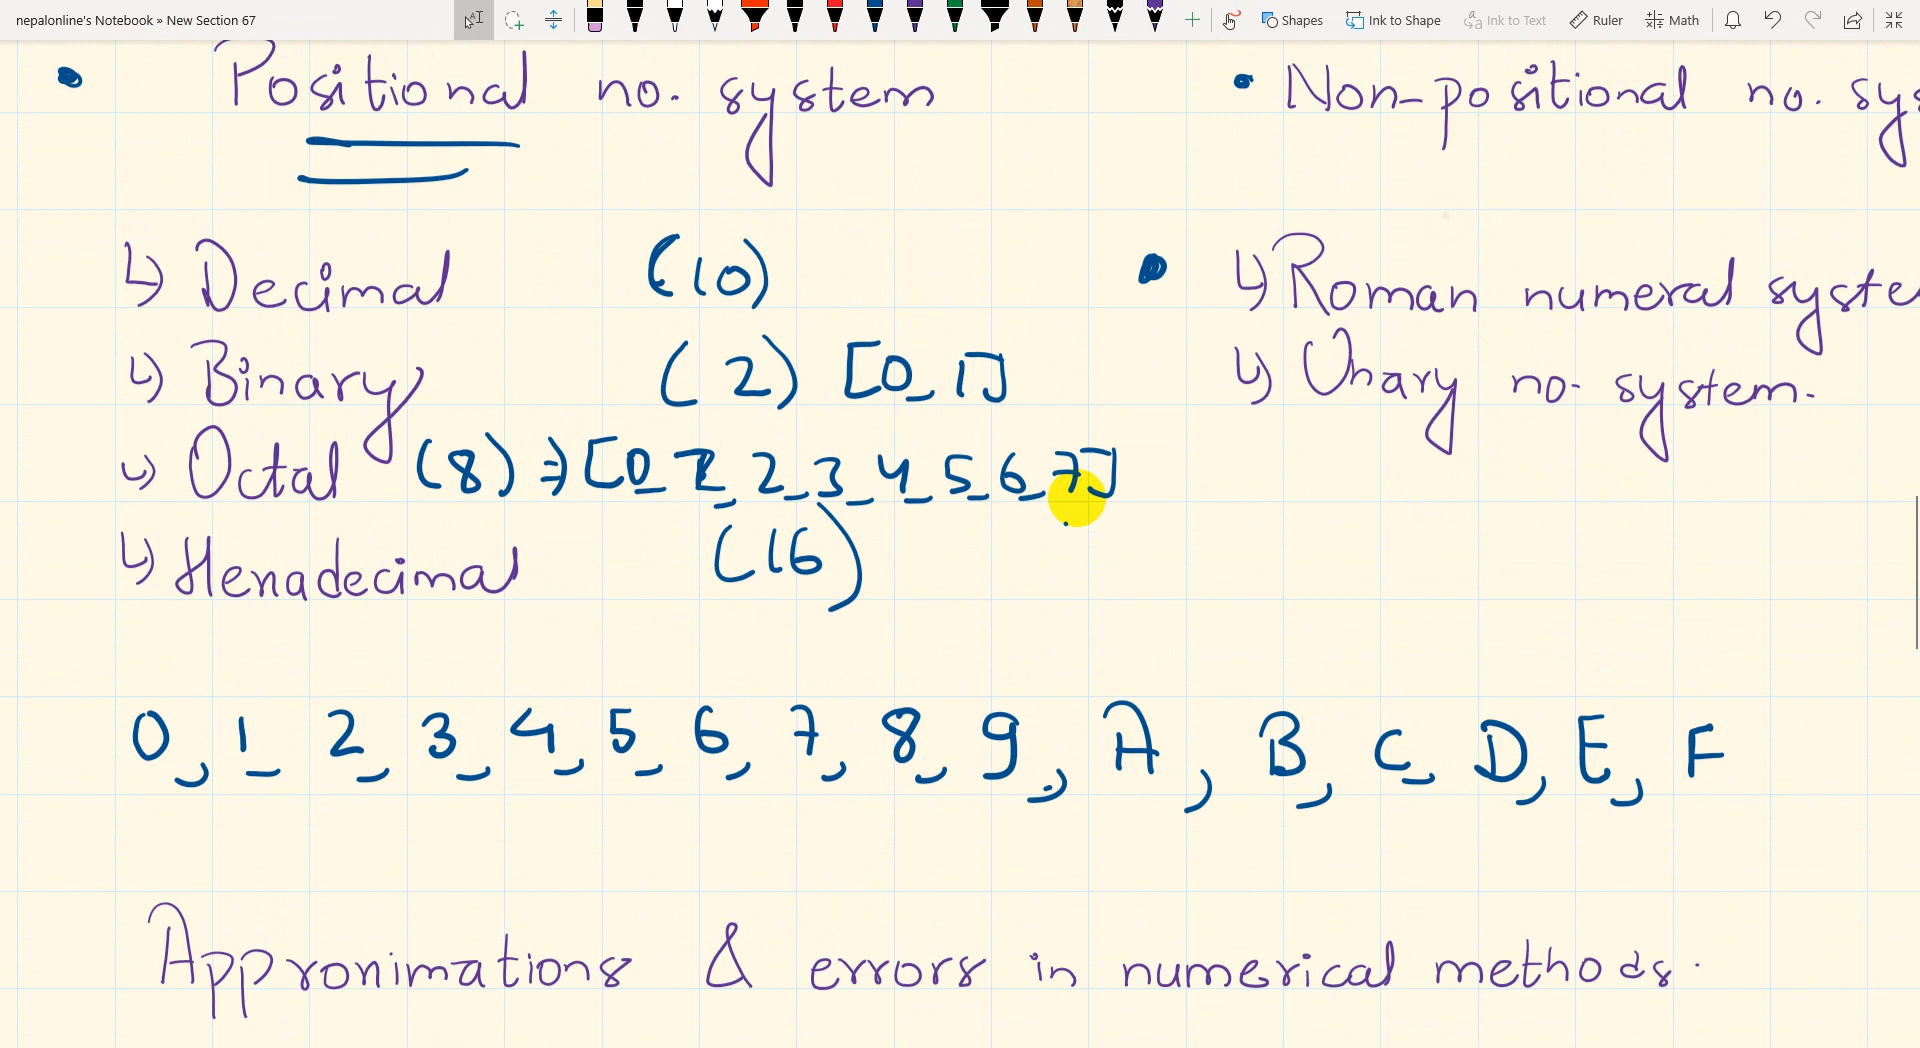 nepalonline's Notebook » New Section 67
Shapes Ink to Shape Ink to Text Ruler Math
• Positional no. system
• Non-positional no. sys
↳ Decimal (10)
• ↳ Roman numeral syste
↳ Binary (2) [0, 1]
↳ Unary no. system.
↳ Octal (8) ⇒ [0, 1, 2, 3, 4, 5, 6, 7]
↳ Hexadecimal (16)
0, 1, 2, 3, 4, 5, 6, 7, 8, 9, A, B, C, D, E, F
Approximations & errors in numerical methods.